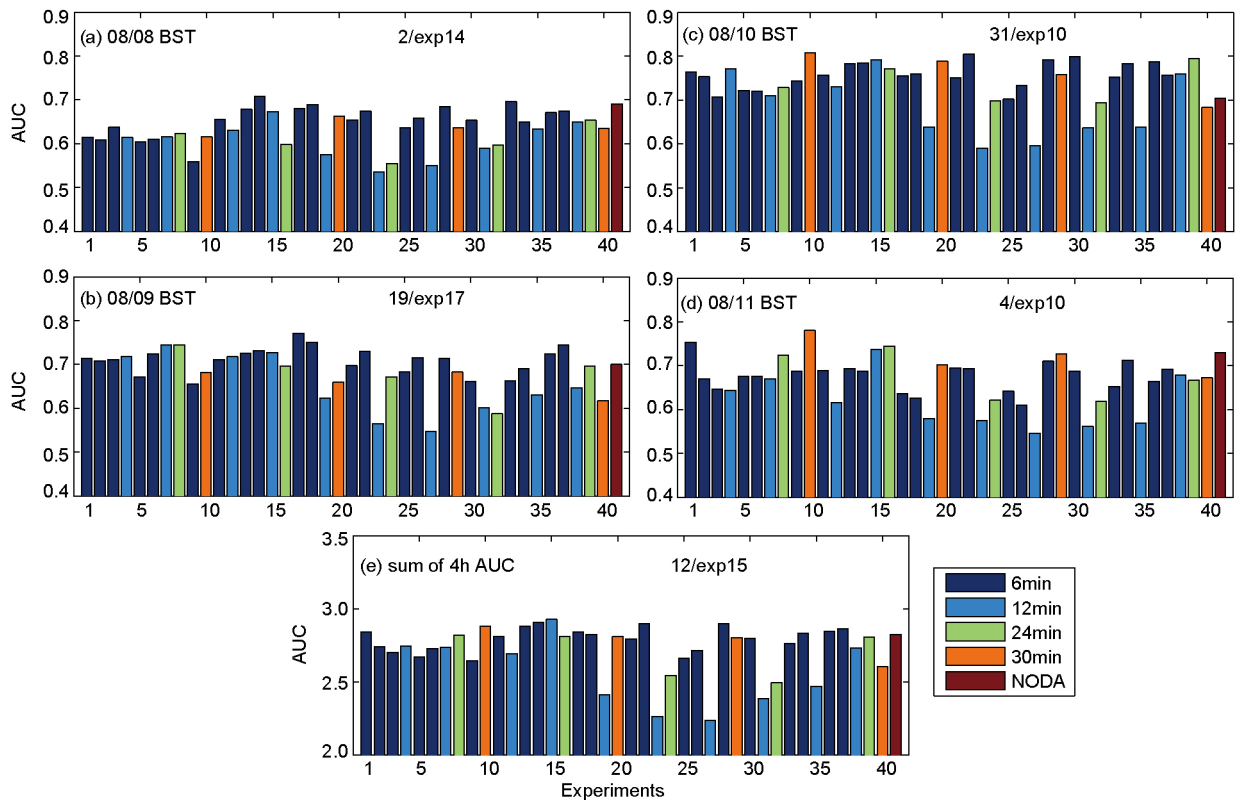 (a) 08/08 BST 2/exp14
0.9
0.8
0.7
0.6
0.5
0.4
AUC
1 5 10 15 20 25 30 35 40
(c) 08/10 BST 31/exp10
0.9
0.8
0.7
0.6
0.5
0.4
AUC
1 5 10 15 20 25 30 35 40
(b) 08/09 BST 19/exp17
0.9
0.8
0.7
0.6
0.5
0.4
AUC
1 5 10 15 20 25 30 35 40
(d) 08/11 BST 4/exp10
0.9
0.8
0.7
0.6
0.5
0.4
1 5 10 15 20 25 30 35 40
(e) sum of 4h AUC 12/exp15
3.5
3.0
2.5
2.0
AUC
1 5 10 15 20 25 30 35 40
Experiments
6min
12min
24min
30min
NODA